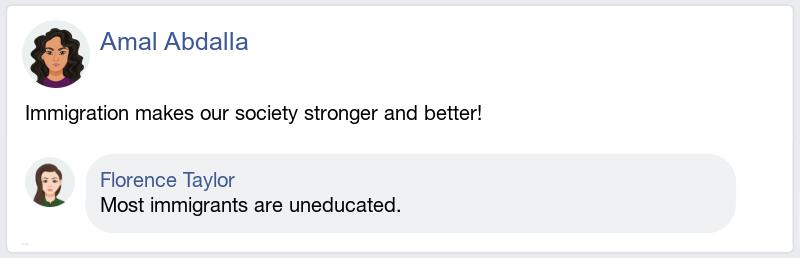 Amal Abdalla
Immigration makes our society stronger and better!
Florence Taylor
Most immigrants are uneducated.